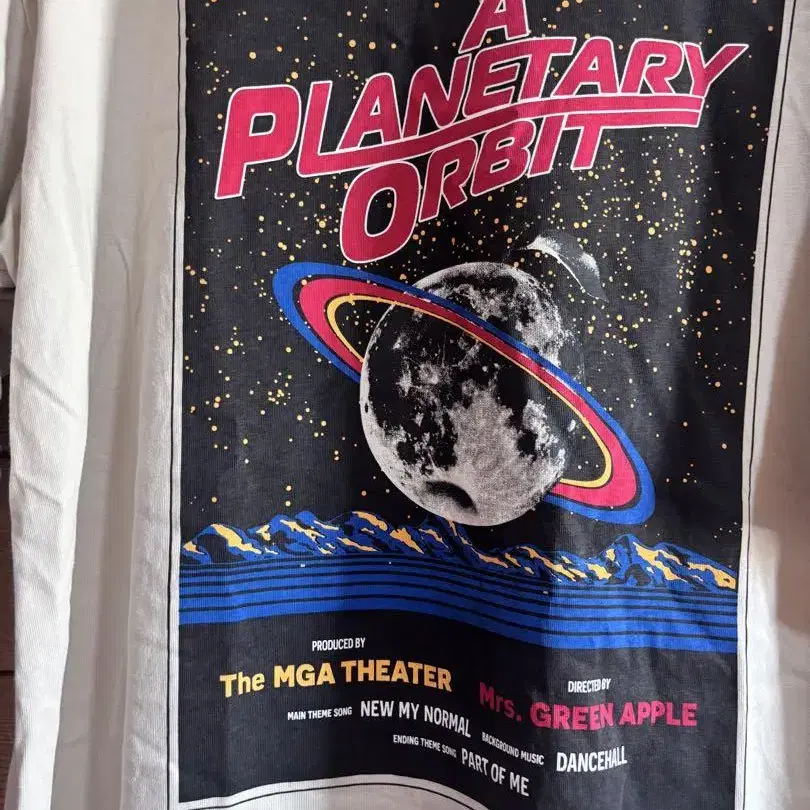 A
PLANETARY
ORBIT
PRODUCED BY
The MGA THEATER
DIRECTED BY
Mrs. GREEN APPLE
MAIN THEME SONG NEW MY NORMAL
BACKGROUND MUSIC DANCEHALL
ENDING THEME SONG PART OF ME